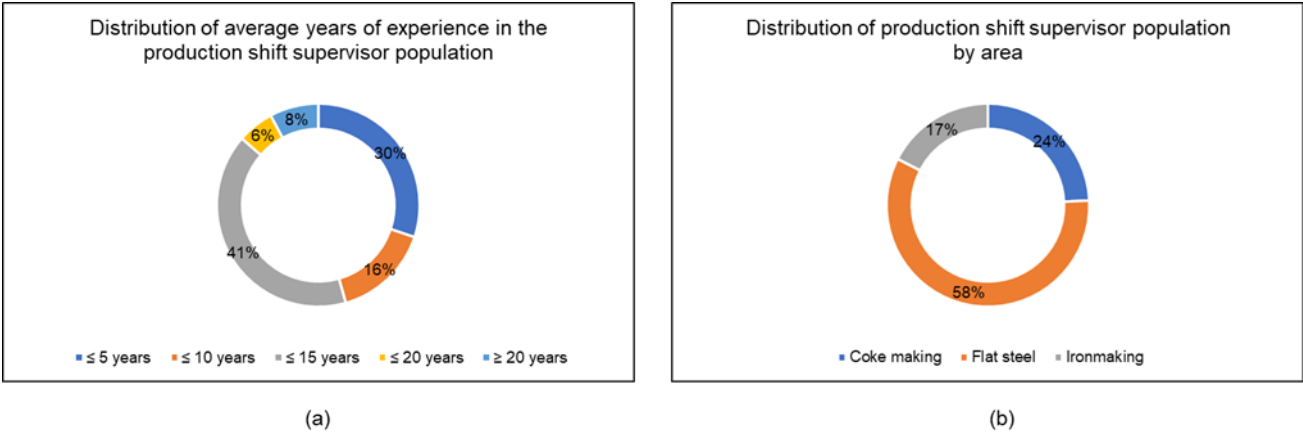 Distribution of average years of experience in the
production shift supervisor population
8%
6%
30%
41%
16%
≤ 5 years ≤ 10 years ≤ 15 years ≤ 20 years ≥ 20 years
(a)
Distribution of production shift supervisor population
by area
17%
24%
58%
Coke making Flat steel Ironmaking
(b)